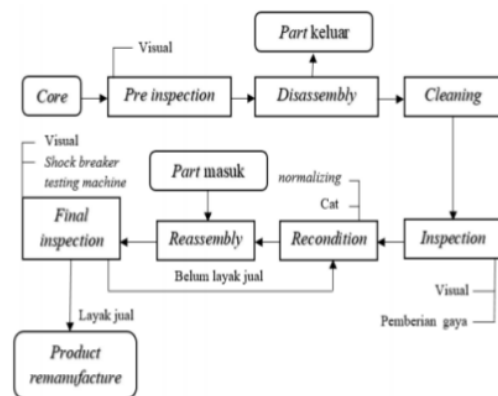 Visual
Part keluar
Core
Pre inspection
Disassembly
Cleaning
Visual
Shock breaker
testing machine
Part masuk
normalizing
Cat
Final
inspection
Reassembly
Recondition
Inspection
Belum layak jual
Visual
Pemberian gaya
Layak jual
Product
remanufacture